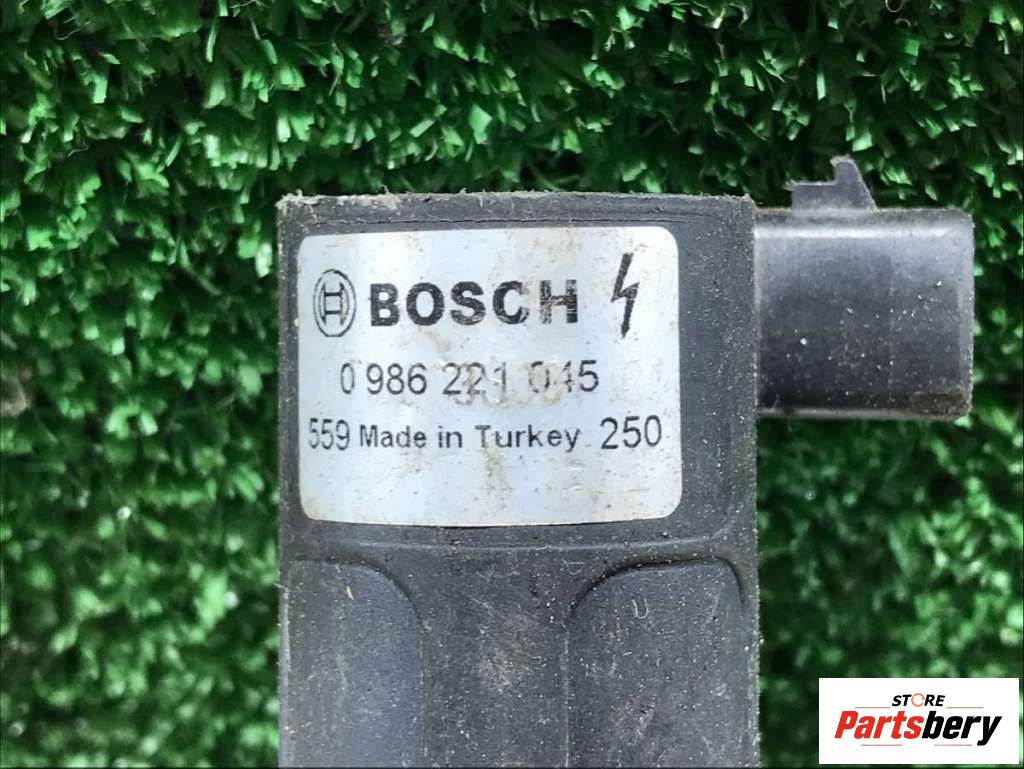 BOSCH
0 986 221 045
559 Made in Turkey 250
U
STORE
Partsbery